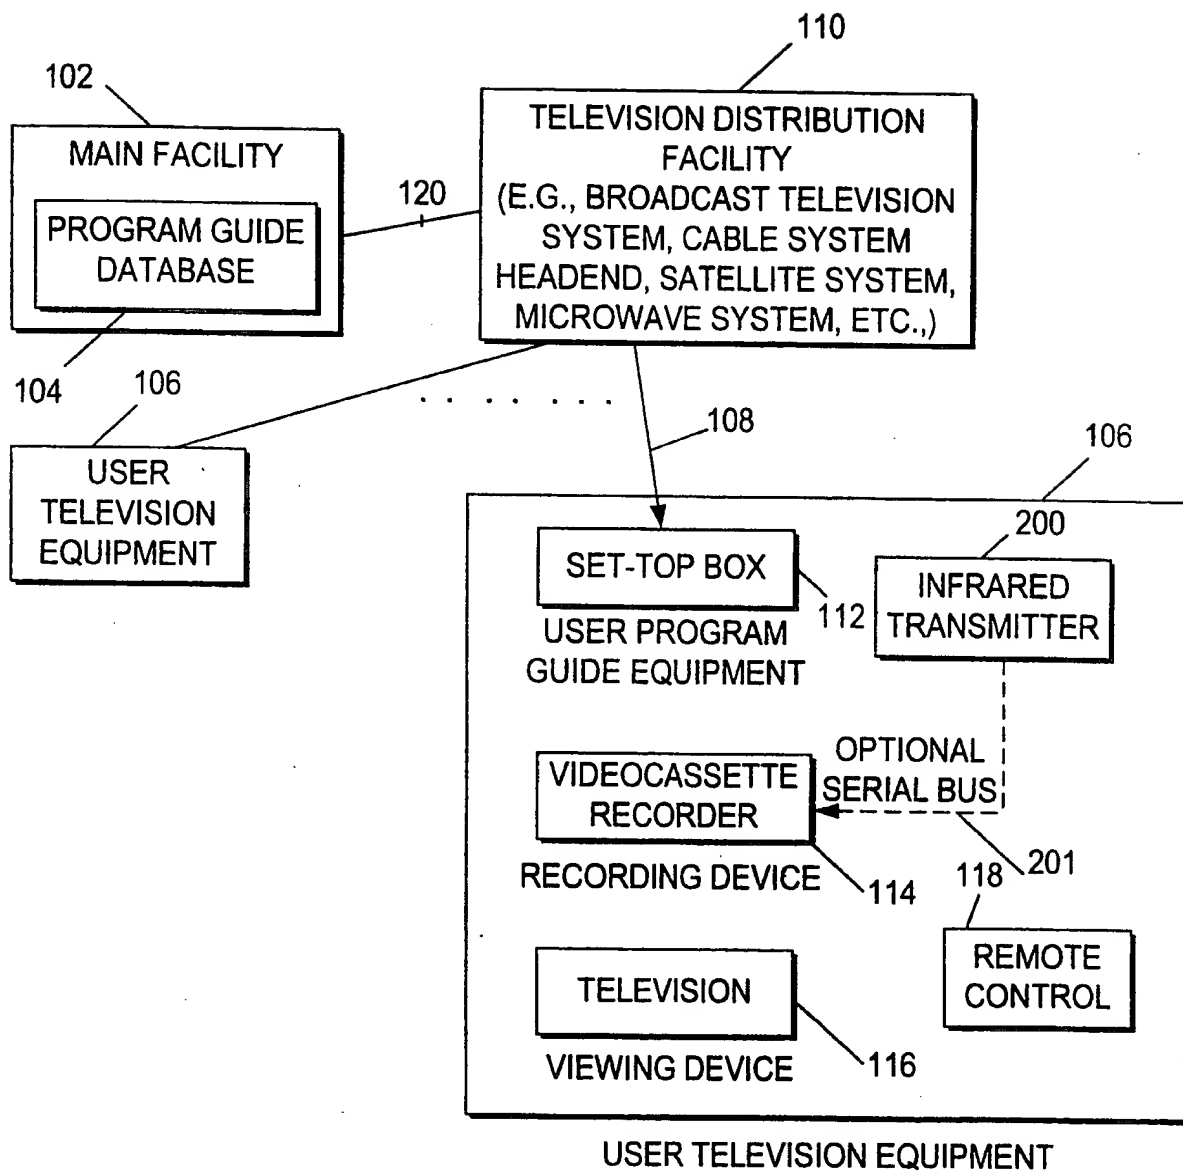 110
102
TELEVISION DISTRIBUTION
FACILITY
(E.G., BROADCAST TELEVISION
SYSTEM, CABLE SYSTEM
HEADEND, SATELLITE SYSTEM,
MICROWAVE SYSTEM, ETC.,)
MAIN FACILITY
PROGRAM GUIDE
DATABASE
120
104
106
USER
TELEVISION
EQUIPMENT
108
106
200
SET-TOP BOX
112
USER PROGRAM
GUIDE EQUIPMENT
INFRARED
TRANSMITTER
OPTIONAL
SERIAL BUS
201
VIDEOCASSETTE
RECORDER
RECORDING DEVICE
114
118
REMOTE
CONTROL
TELEVISION
VIEWING DEVICE
116
USER TELEVISION EQUIPMENT